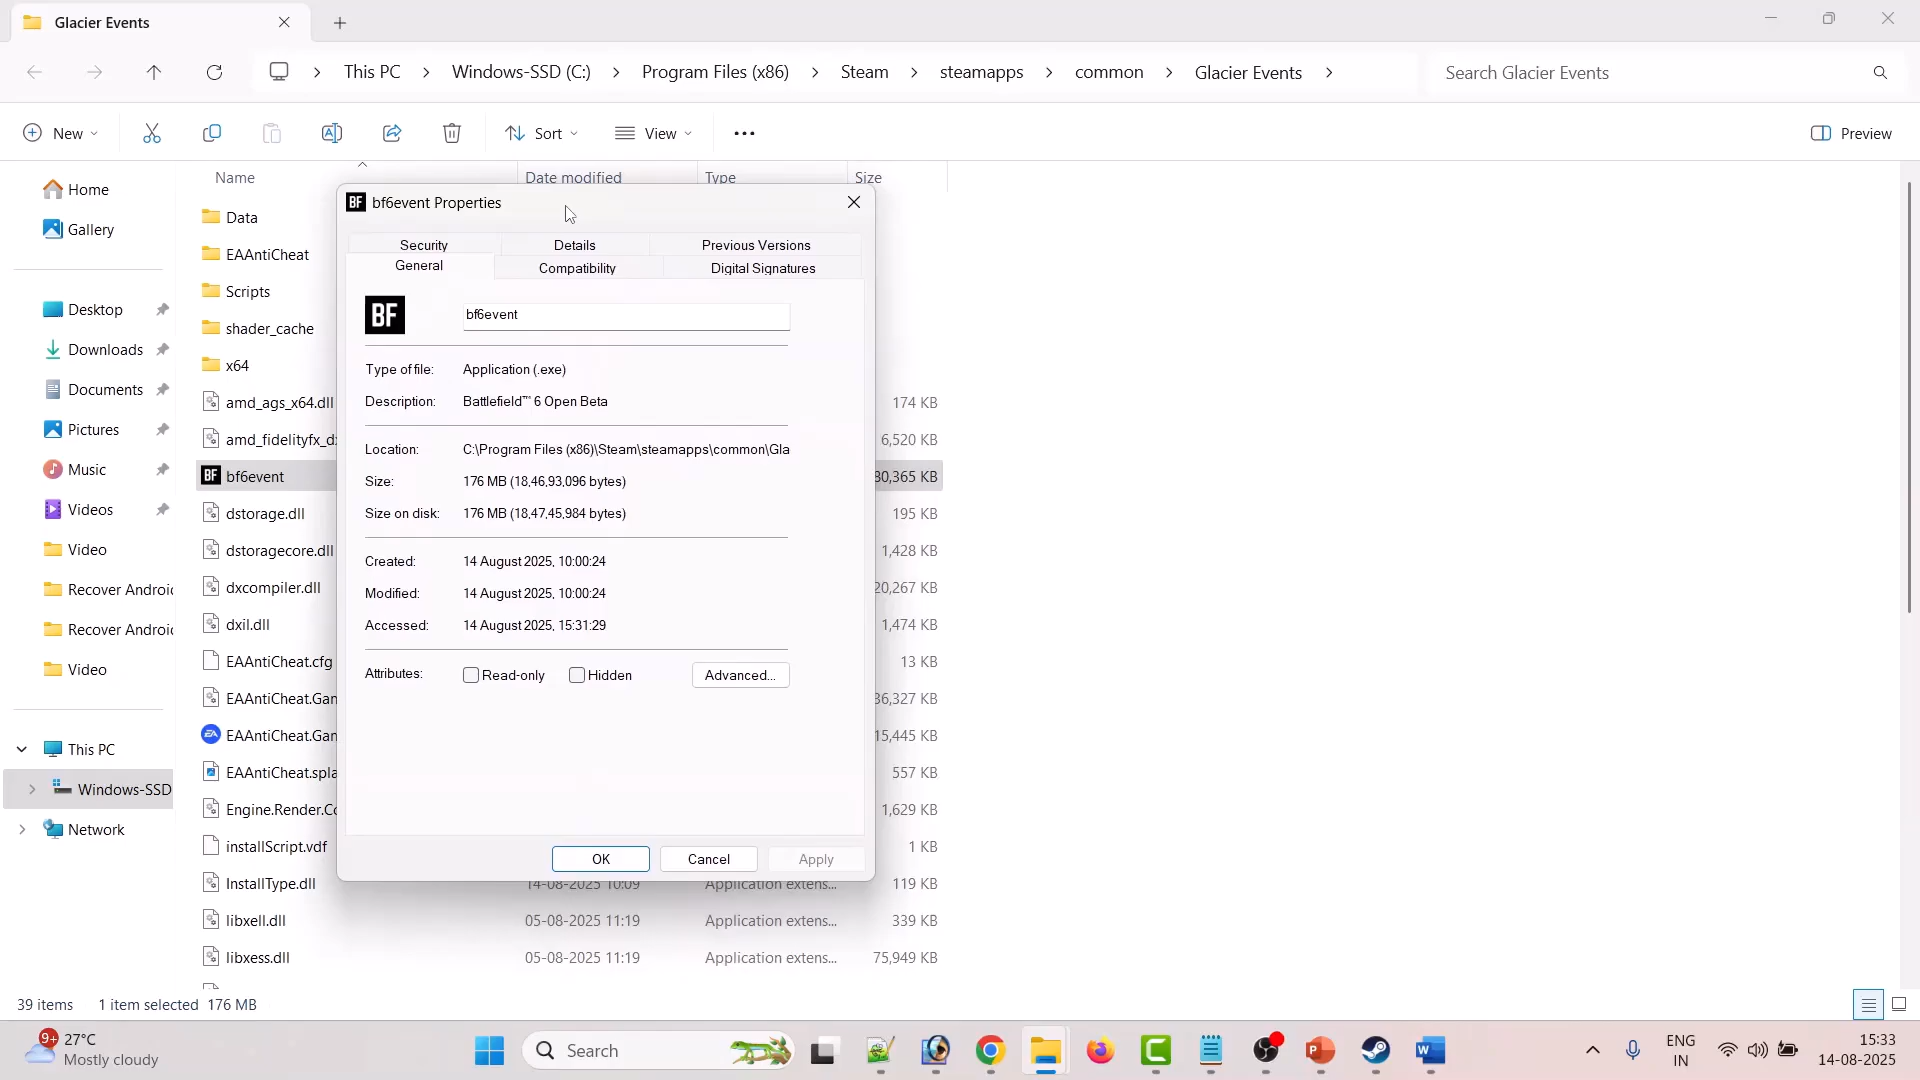 Glacier Events
This PC
Windows-SSD (C:)
Program Files (x86)
Steam
steamapps
common
Glacier Events
Search Glacier Events
New
Sort
View
Preview
Home
Gallery
Desktop
Downloads
Documents
Pictures
Music
Videos
Video
Recover Androi
Recover Androi
Video
This PC
Windows-SSD
Network
Name
Date modified
Type
Size
Data
EAAntiCheat
Scripts
shader_cache
x64
amd_ags_x64.dll
174 KB
amd_fidelityfx_d
6,520 KB
bf6event
80,365 KB
dstorage.dll
195 KB
dstoragecore.dll
1,428 KB
dxcompiler.dll
20,267 KB
dxil.dll
1,474 KB
EAAntiCheat.cfg
13 KB
EAAntiCheat.Gan
36,327 KB
EAAntiCheat.Gan
15,445 KB
EAAntiCheat.spla
557 KB
Engine.Render.Co
1,629 KB
installScript.vdf
1 KB
InstallType.dll
14-08-2025 10:09
Application extens...
119 KB
libxell.dll
05-08-2025 11:19
Application extens...
339 KB
libxess.dll
05-08-2025 11:19
Application extens...
75,949 KB
BF
bf6event Properties
Security
Details
Previous Versions
General
Compatibility
Digital Signatures
BF
bf6event
Type of file:
Application (.exe)
Description:
Battlefield™ 6 Open Beta
Location:
C:\Program Files (x86)\Steam\steamapps\common\Gla
Size:
176 MB (18,46,93,096 bytes)
Size on disk:
176 MB (18,47,45,984 bytes)
Created:
14 August 2025, 10:00:24
Modified:
14 August 2025, 10:00:24
Accessed:
14 August 2025, 15:31:29
Attributes:
Read-only
Hidden
Advanced...
OK
Cancel
Apply
39 items
1 item selected
176 MB
9+
27°C
Mostly cloudy
Search
ENG
IN
15:33
14-08-2025